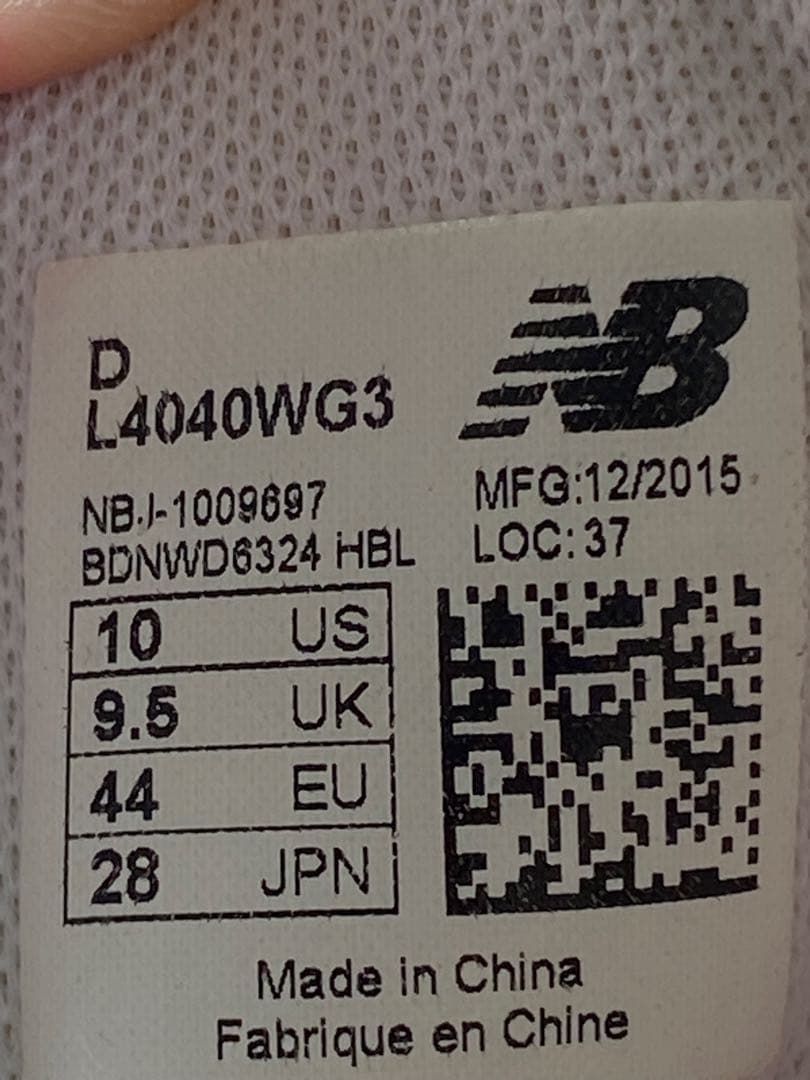 D
L4040WG3
NB
NBJ-1009697
BDNWD6324 HBL
MFG:12/2015
LOC:37
10 US
9.5 UK
44 EU
28 JPN
Made in China
Fabrique en Chine